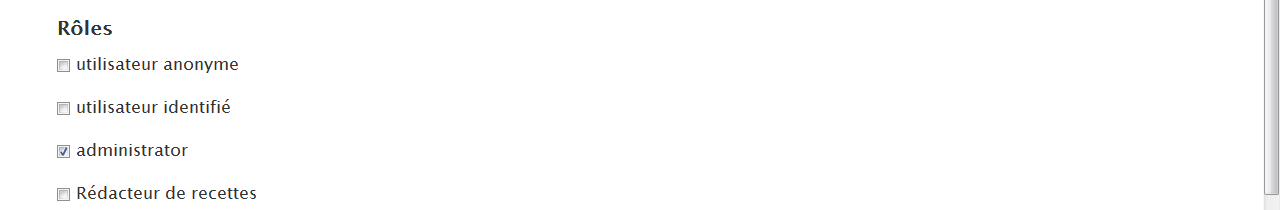 Rôles
utilisateur anonyme
utilisateur identifié
administrator
Rédacteur de recettes